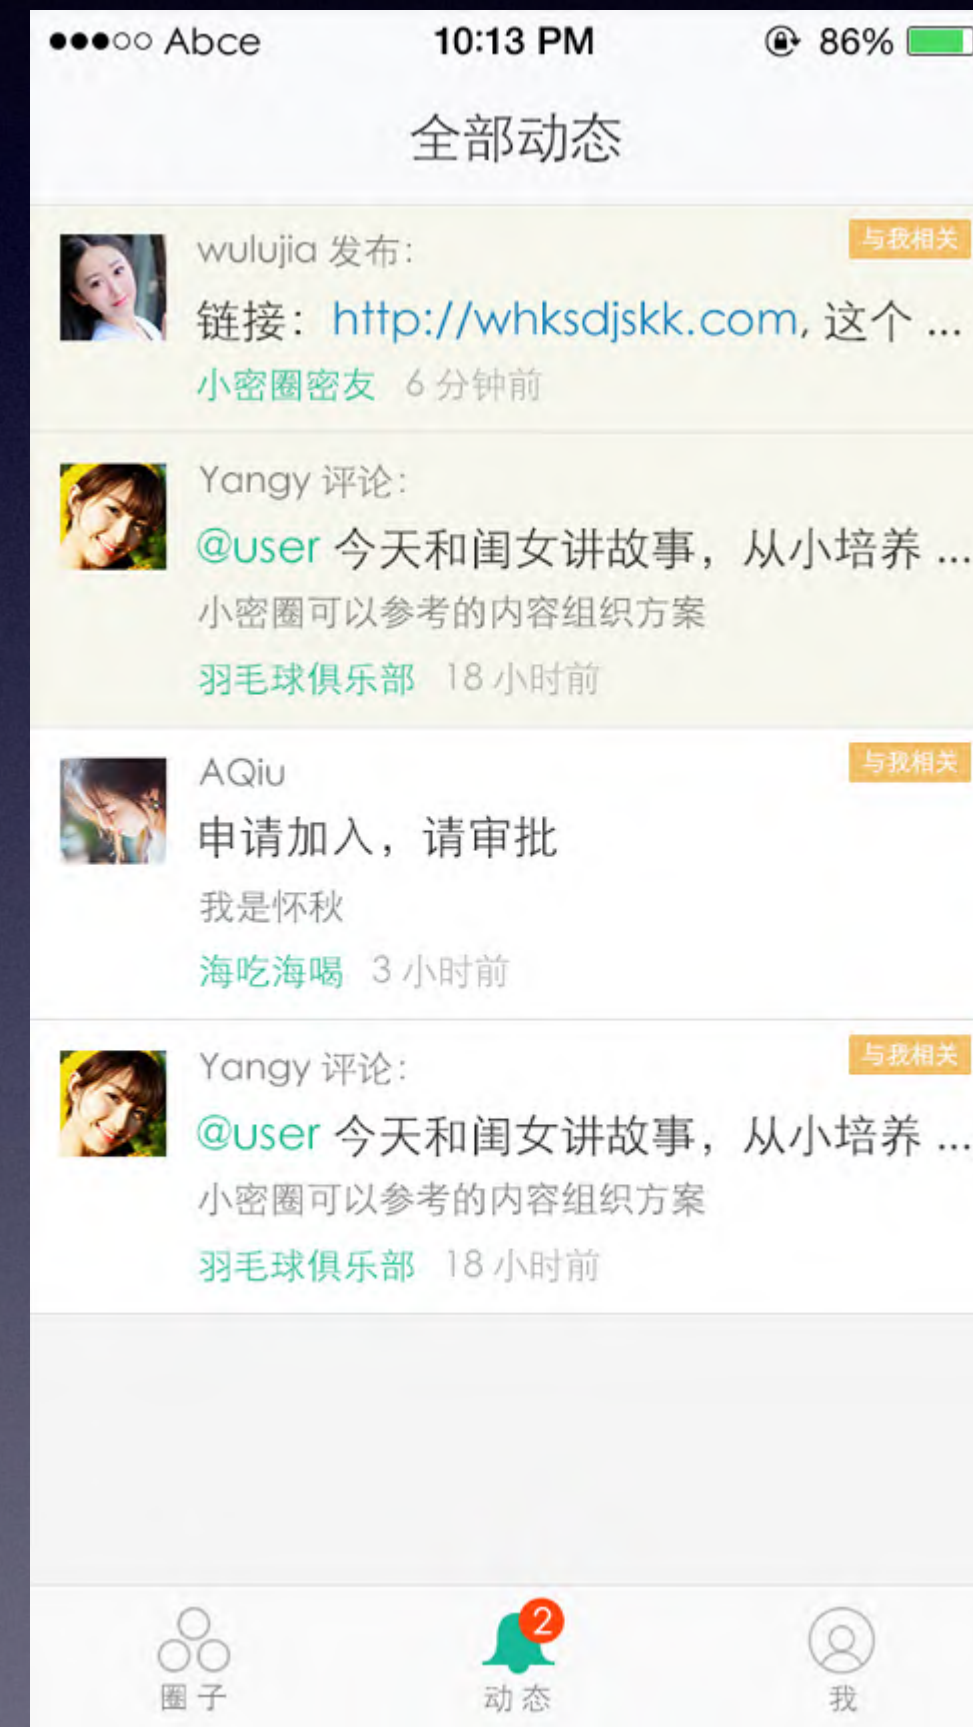 Abce 10:13 PM 86%
全部动态
wulujia 发布： 与我相关
链接：http://whksdjskk.com, 这个 ...
小密圈密友 6 分钟前
Yangy 评论：
@user 今天和闺女讲故事，从小培养 ...
小密圈可以参考的内容组织方案
羽毛球俱乐部 18 小时前
AQiu 与我相关
申请加入，请审批
我是怀秋
海吃海喝 3 小时前
Yangy 评论： 与我相关
@user 今天和闺女讲故事，从小培养 ...
小密圈可以参考的内容组织方案
羽毛球俱乐部 18 小时前
2
圈子 动态 我